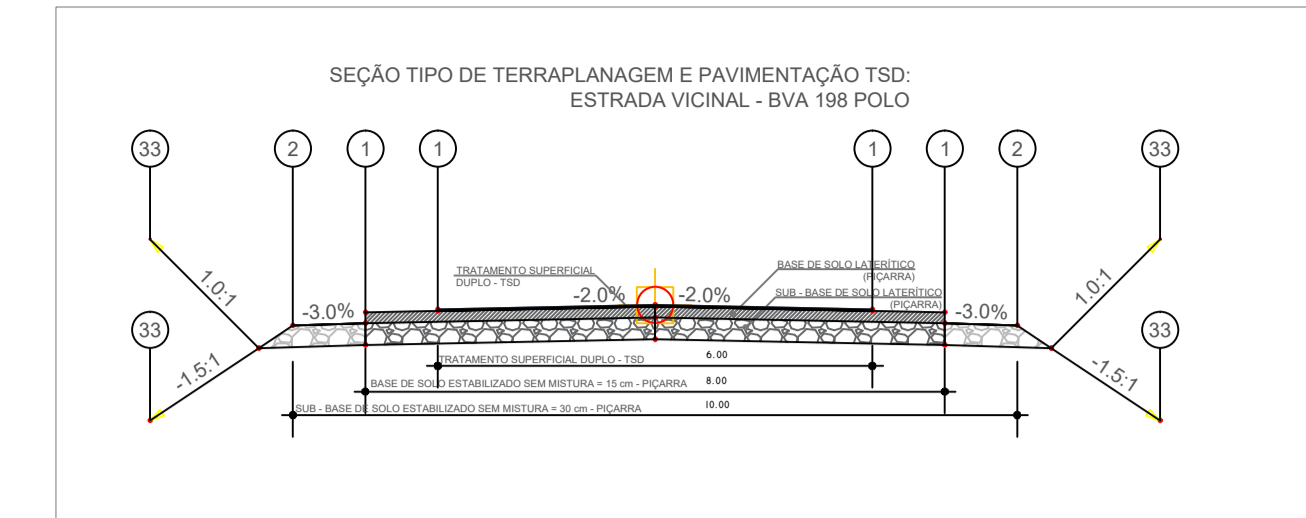 SEÇÃO TIPO DE TERRAPLANAGEM E PAVIMENTAÇÃO TSD:
ESTRADA VICINAL - BVA 198 POLO
33
2
1
1
1
1
2
33
TRATAMENTO SUPERFICIAL
DUPLO - TSD
BASE DE SOLO LATERÍTICO
(PIÇARRA)
SUB - BASE DE SOLO LATERÍTICO
(PIÇARRA)
1.0:1
-3.0%
-2.0%
-2.0%
-3.0%
1.0:1
33
33
-1.5:1
-1.5:1
TRATAMENTO SUPERFICIAL DUPLO - TSD 6.00
BASE DE SOLO ESTABILIZADO SEM MISTURA = 15 cm - PIÇARRA 8.00
SUB - BASE DE SOLO ESTABILIZADO SEM MISTURA = 30 cm - PIÇARRA 10.00